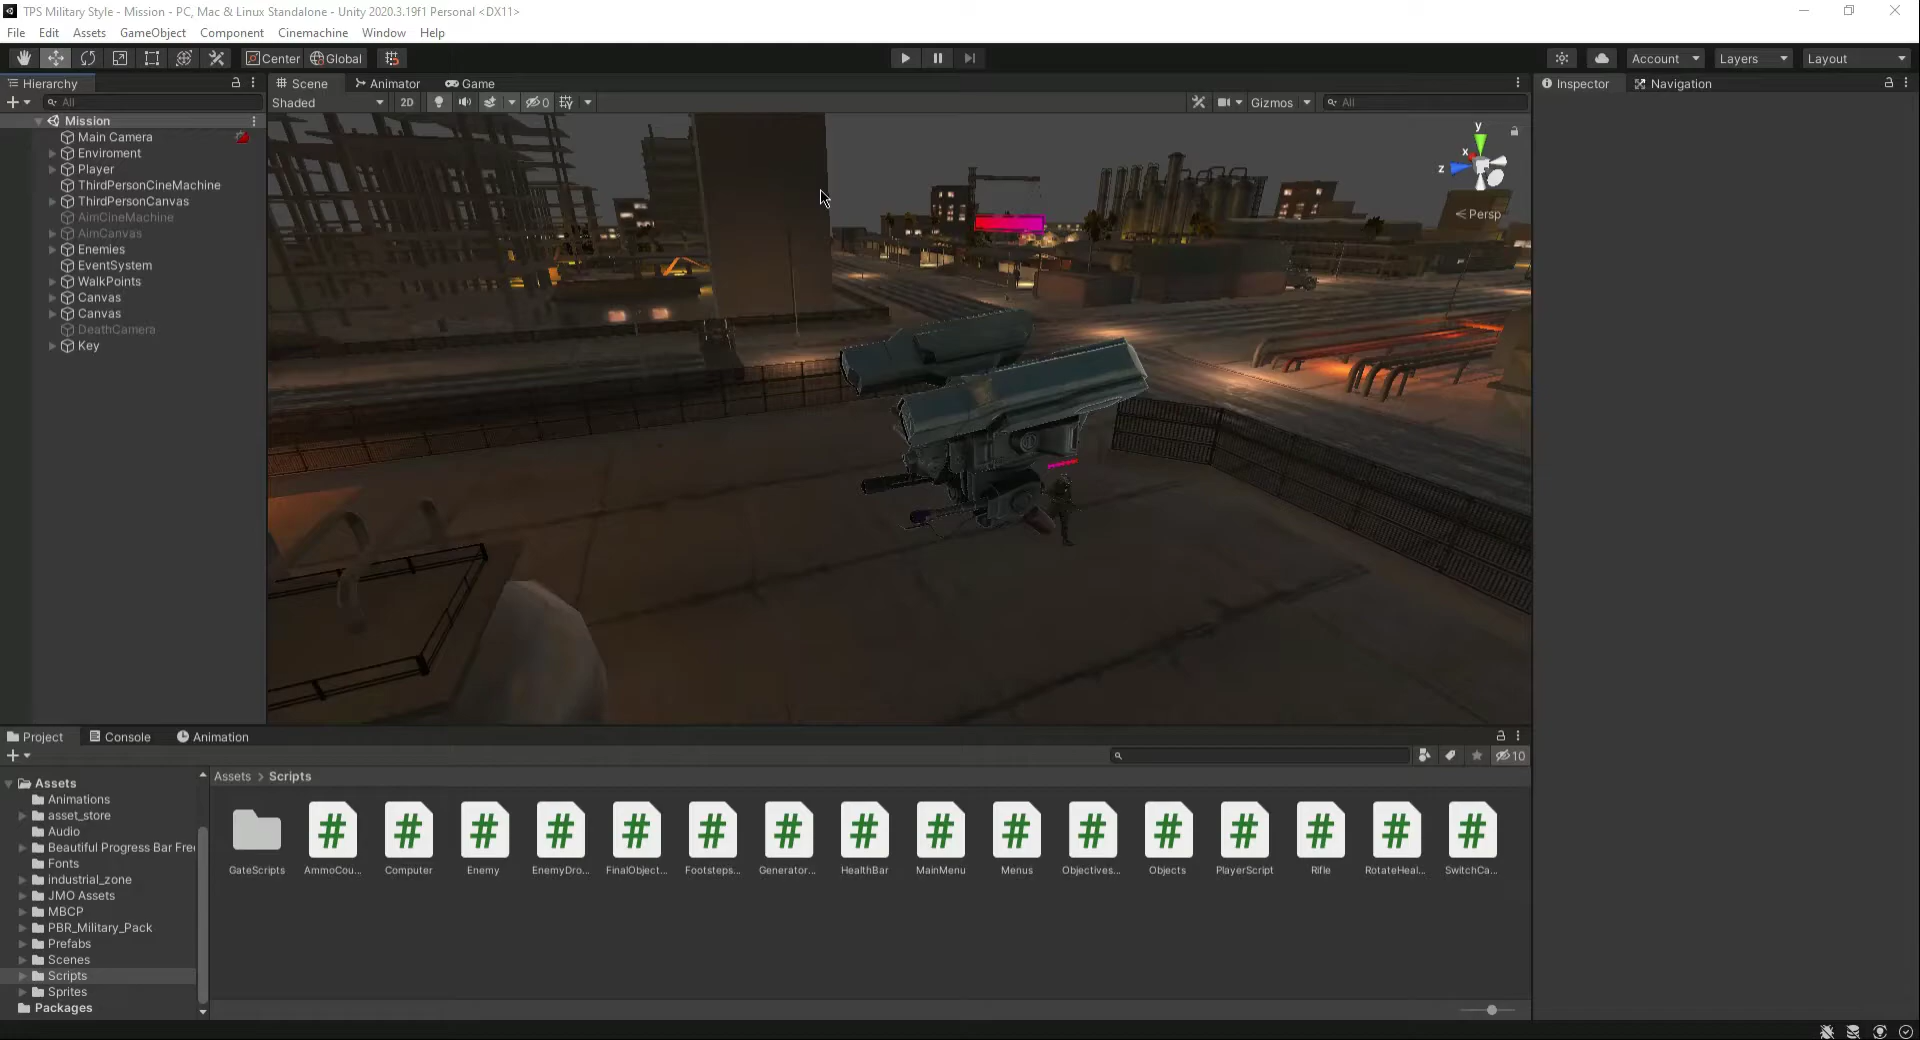 TPS Military Style - Mission - PC, Mac & Linux Standalone - Unity 2020.3.19f1 Personal <DX11>
File Edit Assets GameObject Component Cinemachine Window Help
Center Global Account Layers Layout
Hierarchy
All
Mission
Main Camera
Enviroment
Player
ThirdPersonCineMachine
ThirdPersonCanvas
AimCineMachine
AimCanvas
Enemies
EventSystem
WalkPoints
Canvas
Canvas
DeathCamera
Key
Scene Animator Game
Shaded 2D 0 Gizmos All
y
x
z
Persp
Inspector Navigation
Project Console Animation
10
Assets
Animations
asset_store
Audio
Beautiful Progress Bar Fre
Fonts
industrial_zone
JMO Assets
MBCP
PBR_Military_Pack
Prefabs
Scenes
Scripts
Sprites
Packages
Assets > Scripts
GateScripts AmmoCou... Computer Enemy EnemyDro... FinalObject... Footsteps... Generator... HealthBar MainMenu Menus Objectives... Objects PlayerScript Rifle RotateHeal... SwitchCa...